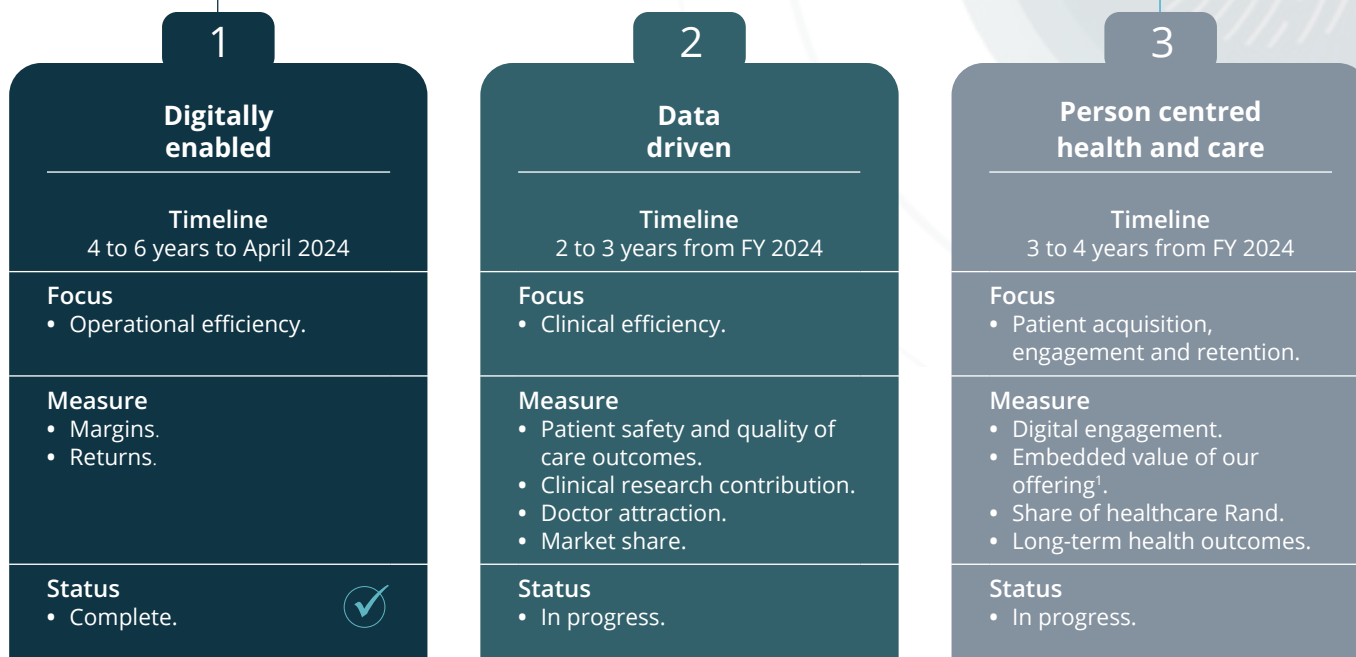 1
Digitally
enabled
Timeline
4 to 6 years to April 2024
Focus
• Operational efficiency.
Measure
• Margins.
• Returns.
Status
• Complete.
2
Data
driven
Timeline
2 to 3 years from FY 2024
Focus
• Clinical efficiency.
Measure
• Patient safety and quality of
care outcomes.
• Clinical research contribution.
• Doctor attraction.
• Market share.
Status
• In progress.
3
Person centred
health and care
Timeline
3 to 4 years from FY 2024
Focus
• Patient acquisition,
engagement and retention.
Measure
• Digital engagement.
• Embedded value of our
offering¹.
• Share of healthcare Rand.
• Long-term health outcomes.
Status
• In progress.